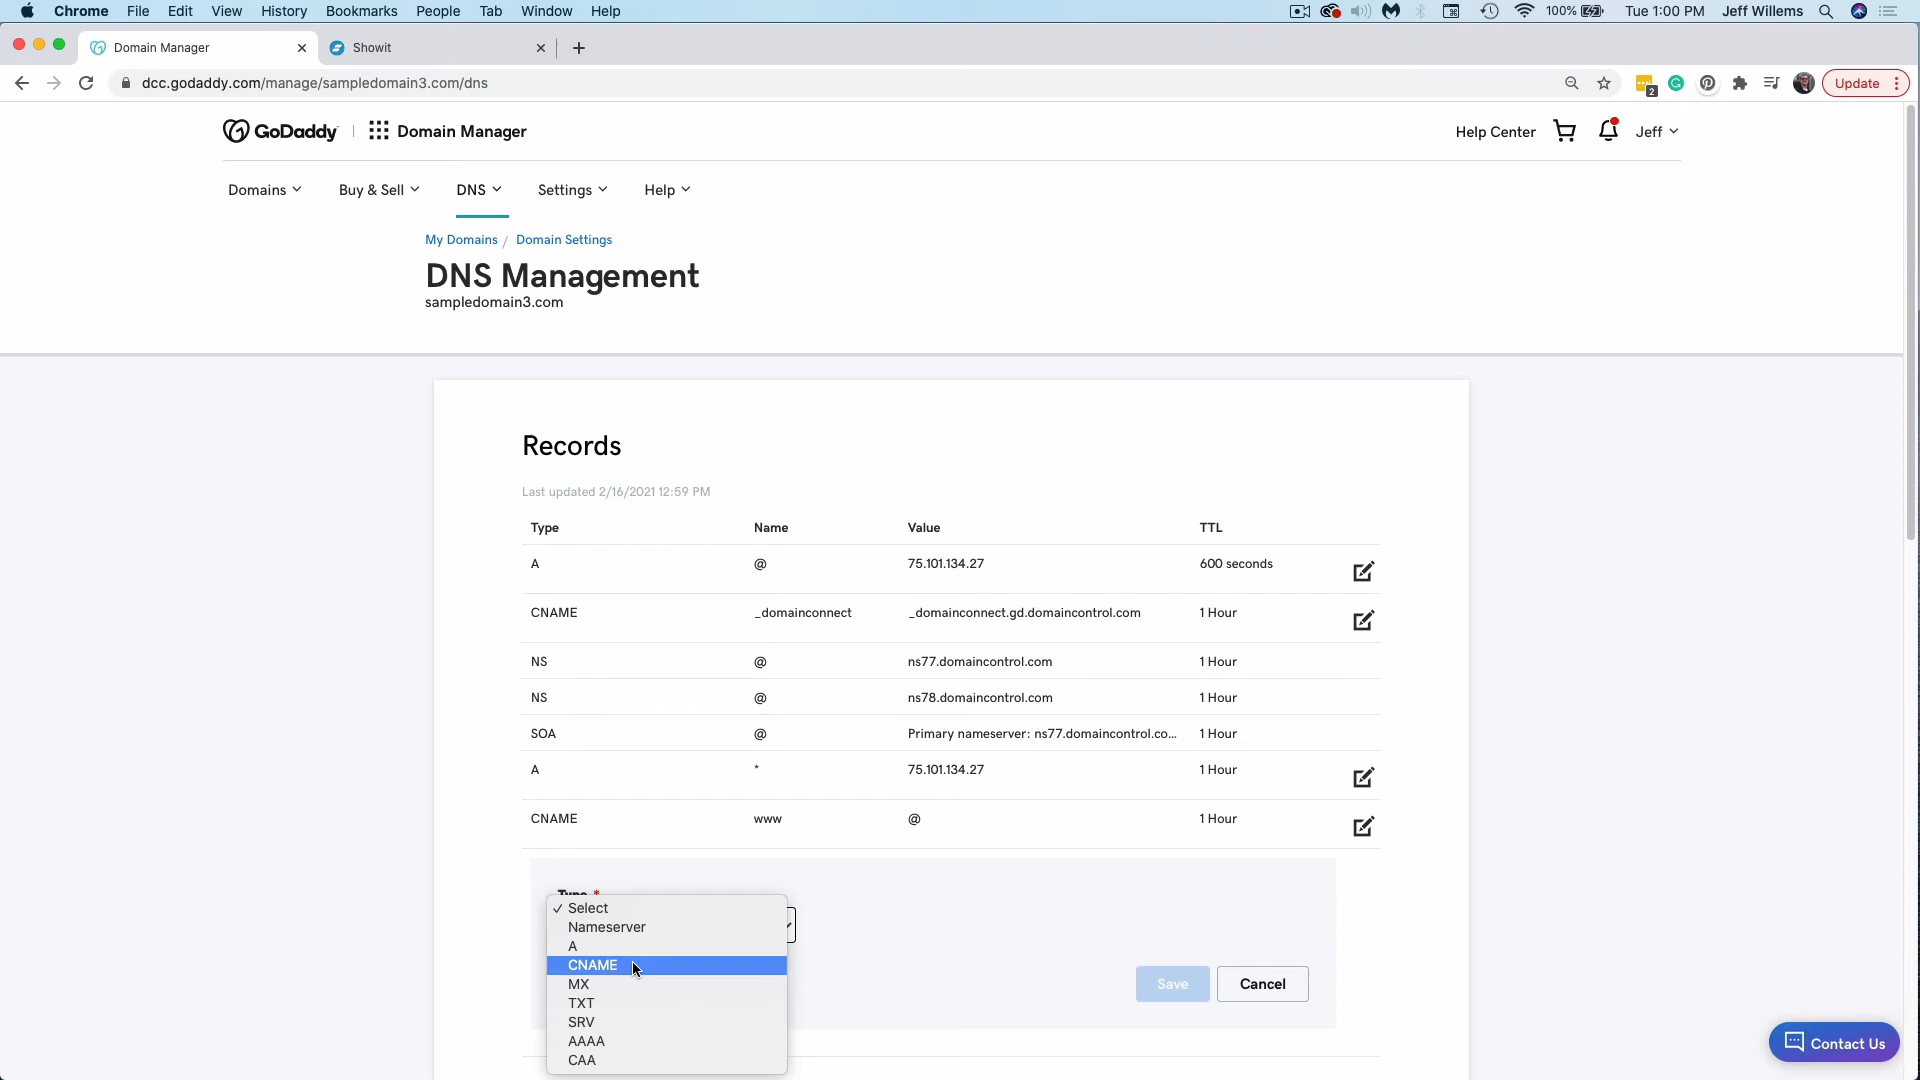 Chrome File Edit View History Bookmarks People Tab Window Help 100% Tue 1:00 PM Jeff Willems
Domain Manager Showit
dcc.godaddy.com/manage/sampledomain3.com/dns 2 Update
GoDaddy Domain Manager Help Center Jeff
Domains Buy & Sell DNS Settings Help
My Domains / Domain Settings
DNS Management
sampledomain3.com
Records
Last updated 2/16/2021 12:59 PM
Type Name Value TTL
A @ 75.101.134.27 600 seconds
CNAME _domainconnect _domainconnect.gd.domaincontrol.com 1 Hour
NS @ ns77.domaincontrol.com 1 Hour
NS @ ns78.domaincontrol.com 1 Hour
SOA @ Primary nameserver: ns77.domaincontrol.co... 1 Hour
A * 75.101.134.27 1 Hour
CNAME www @ 1 Hour
Type *
✓ Select
Nameserver
A
CNAME
MX
TXT
SRV
AAAA
CAA
Save Cancel
Contact Us